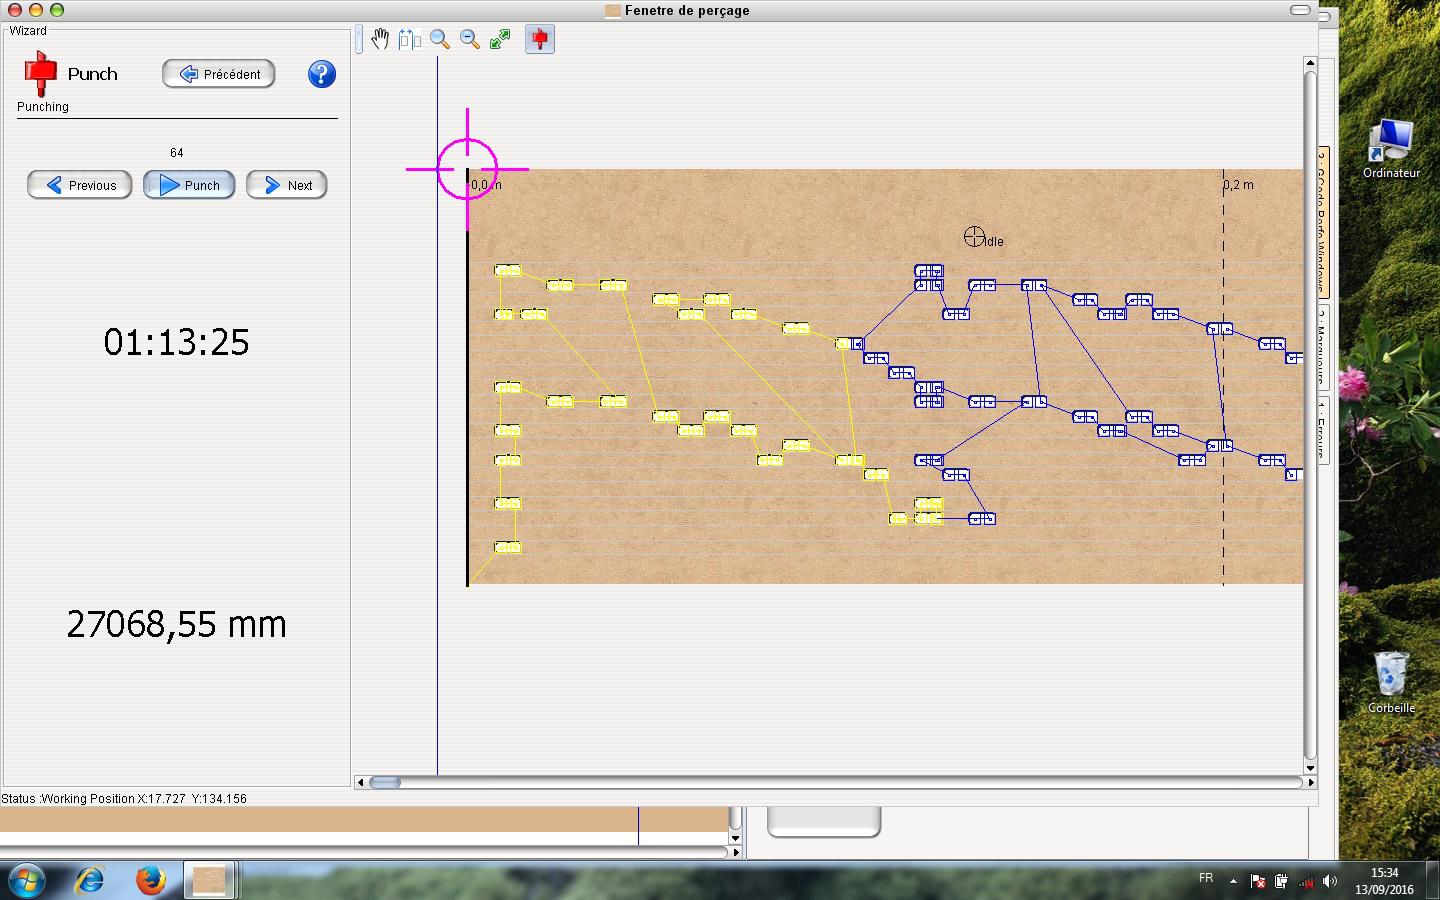 Fenetre de perçage
Wizard
Punch
Précédent
?
Punching
64
Previous
Punch
Next
01:13:25
27068,55 mm
Status :Working Position X:17.727 Y:134.156
0,0 m
0,2 m
Idle
Ordinateur
Corbeille
FR
15:34
13/09/2016